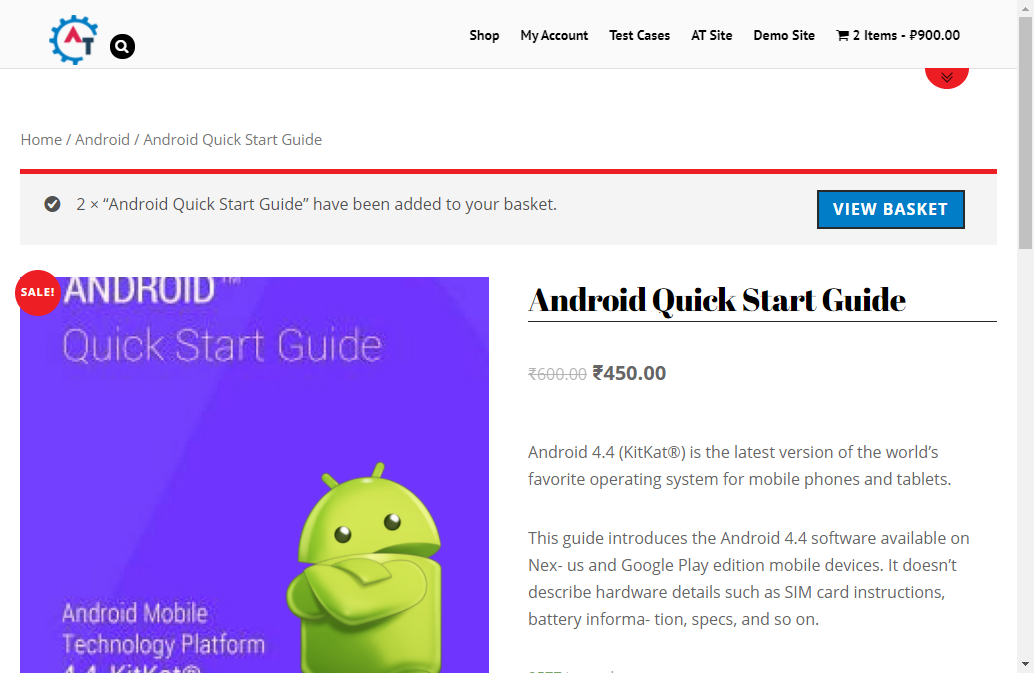 AT
Shop My Account Test Cases AT Site Demo Site 2 Items - ₽900.00
Home / Android / Android Quick Start Guide
2 × “Android Quick Start Guide” have been added to your basket.
VIEW BASKET
SALE!
ANDROID™
Quick Start Guide
Android Mobile
Technology Platform
4.4, KitKat®
Android Quick Start Guide
₹600.00 ₹450.00
Android 4.4 (KitKat®) is the latest version of the world’s
favorite operating system for mobile phones and tablets.
This guide introduces the Android 4.4 software available on
Nex- us and Google Play edition mobile devices. It doesn’t
describe hardware details such as SIM card instructions,
battery informa- tion, specs, and so on.